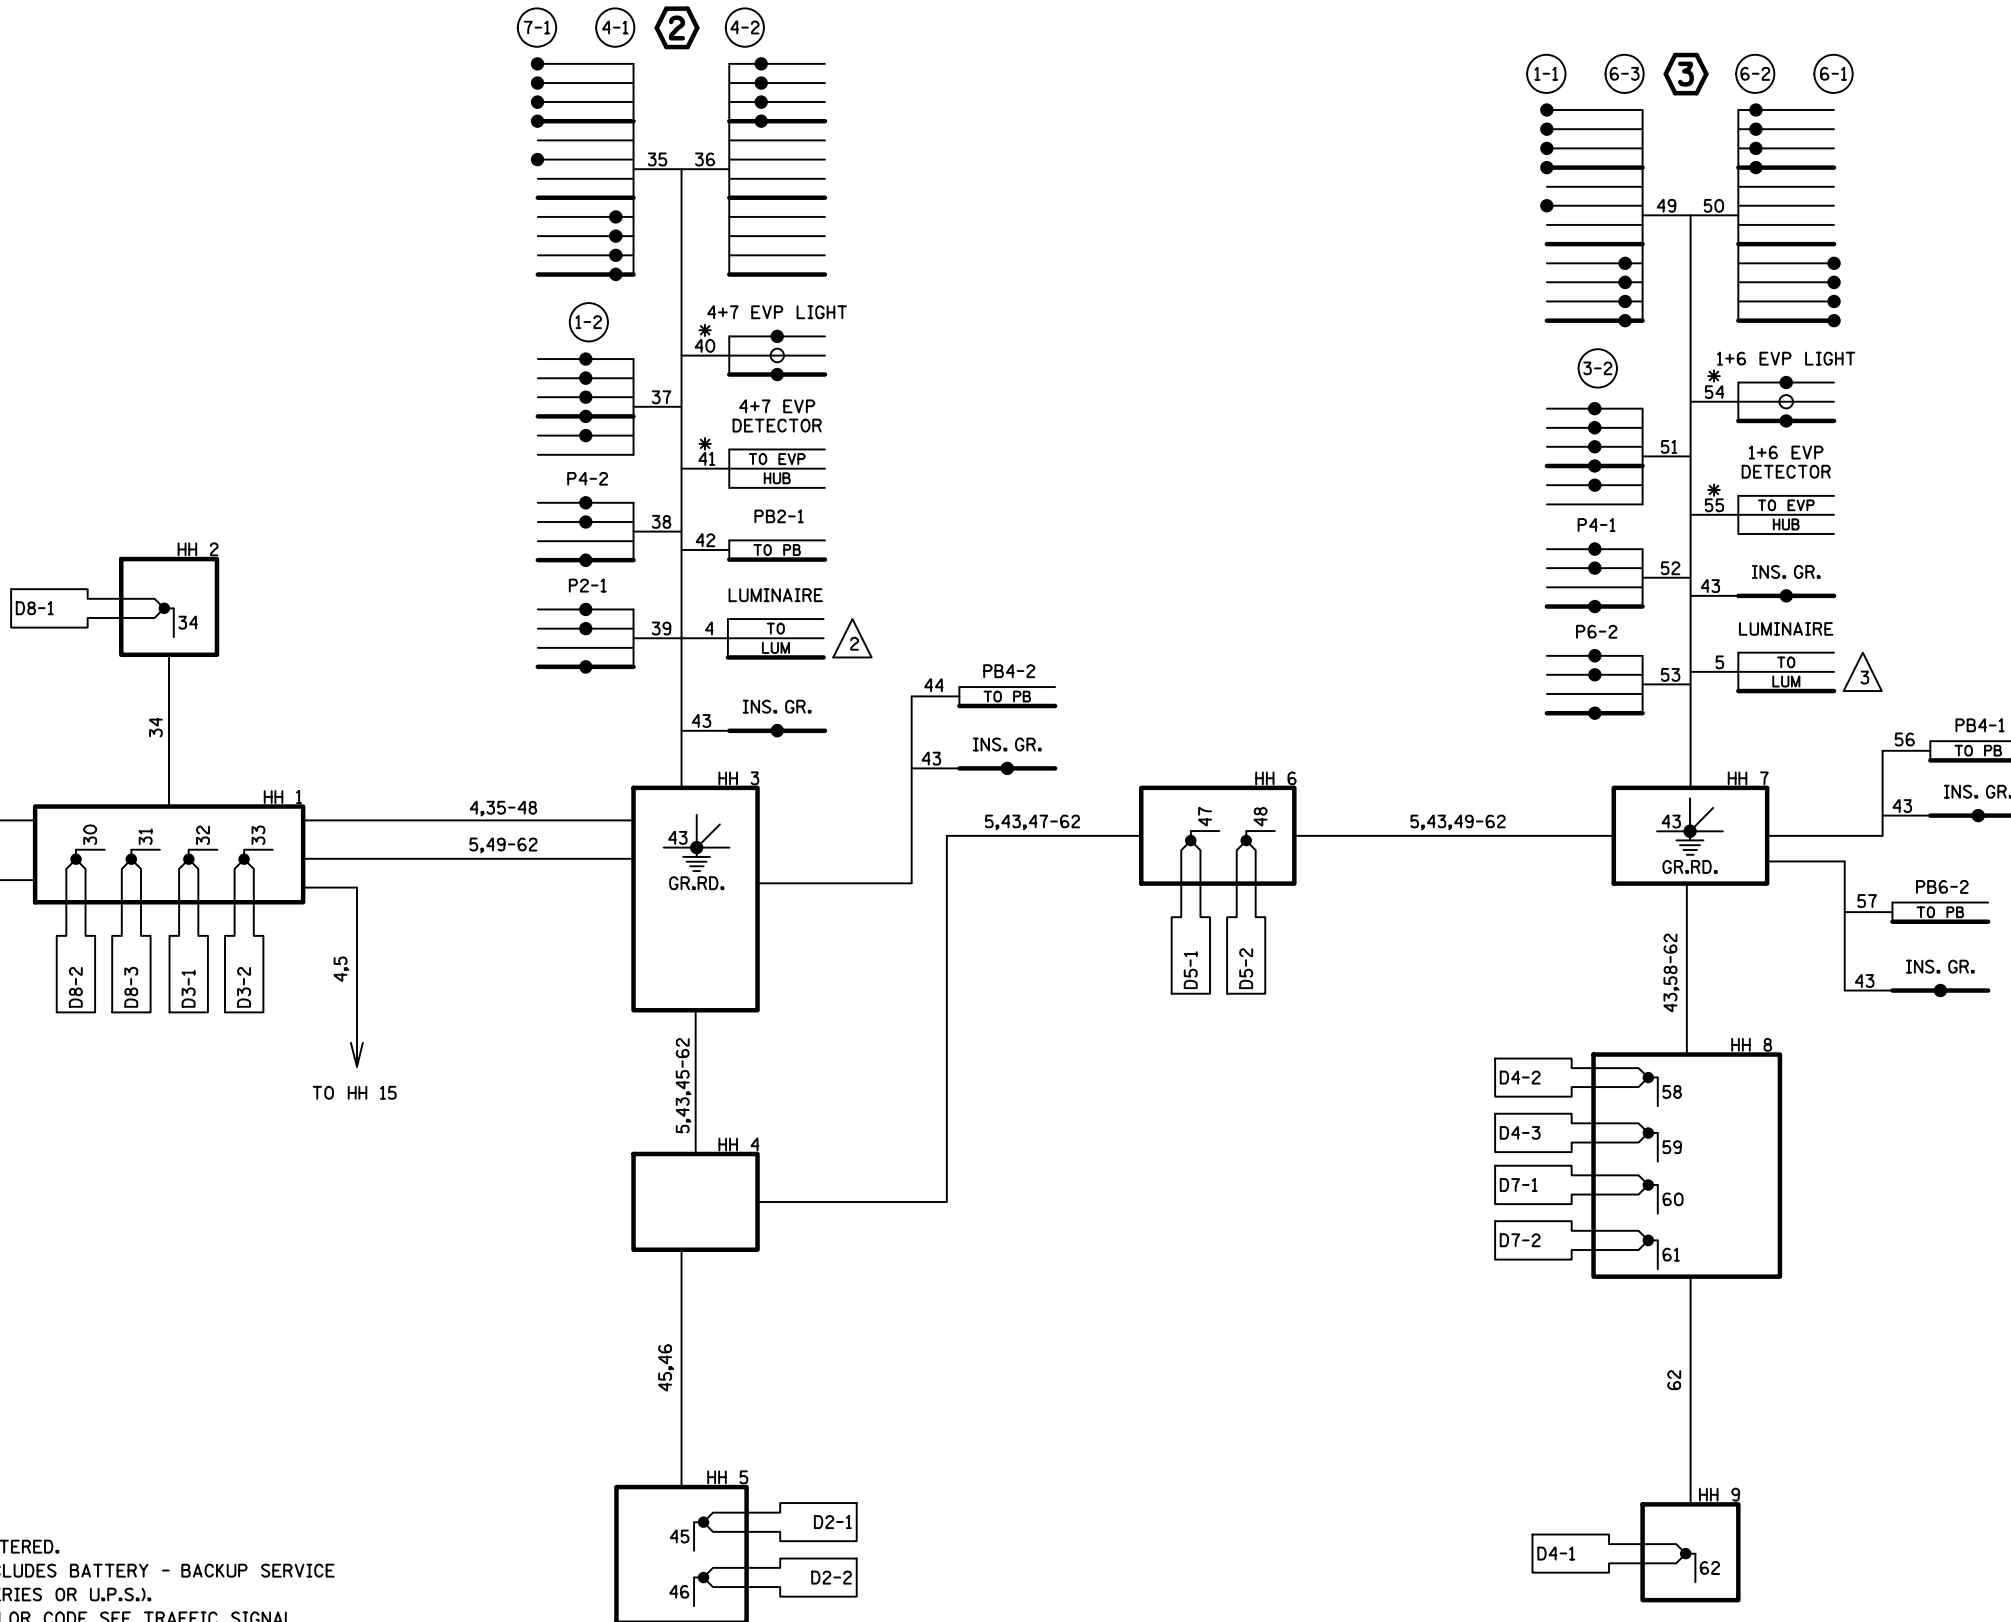 7-1 4-1 2 4-2
1-1 6-3 3 6-2 6-1
35 36
49 50
4+7 EVP LIGHT
*
40
1-2
37
4+7 EVP
DETECTOR
*
41 TO EVP
HUB
P4-2
38
PB2-1
42 TO PB
P2-1
39
LUMINAIRE
4 TO
LUM
2
43 INS. GR.
1+6 EVP LIGHT
*
54
3-2
51
1+6 EVP
DETECTOR
*
55 TO EVP
HUB
P4-1
52
INS. GR.
43
P6-2
53
LUMINAIRE
5 TO
LUM
3
HH 2
D8-1
34
34
HH 1
30 31 32 33
D8-2 D8-3 D3-1 D3-2
4,35-48
5,49-62
4,5
TO HH 15
HH 3
43
GR.RD.
PB4-2
44 TO PB
INS. GR.
43
5,43,45-62
HH 4
45,46
HH 5
45 D2-1
46 D2-2
5,43,47-62
HH 6
47 48
D5-1 D5-2
5,43,49-62
HH 7
43
GR.RD.
PB4-1
56 TO PB
INS. GR.
43
PB6-2
57 TO PB
INS. GR.
43
43,58-62
HH 8
D4-2 58
D4-3 59
D7-1 60
D7-2 61
62
HH 9
D4-1 62
TERED.
CLUDES BATTERY - BACKUP SERVICE
ERIES OR U.P.S.).
LOR CODE SEE TRAFFIC SIGNAL